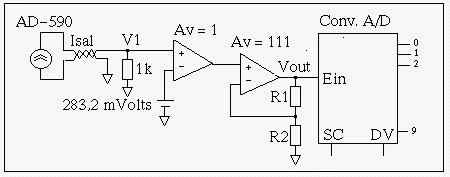 AD-590
Isal
V1
Av = 1
Av = 111
Conv. A/D
1k
283,2 mVolts
Vout
R1
R2
Ein
0
1
2
9
SC
DV